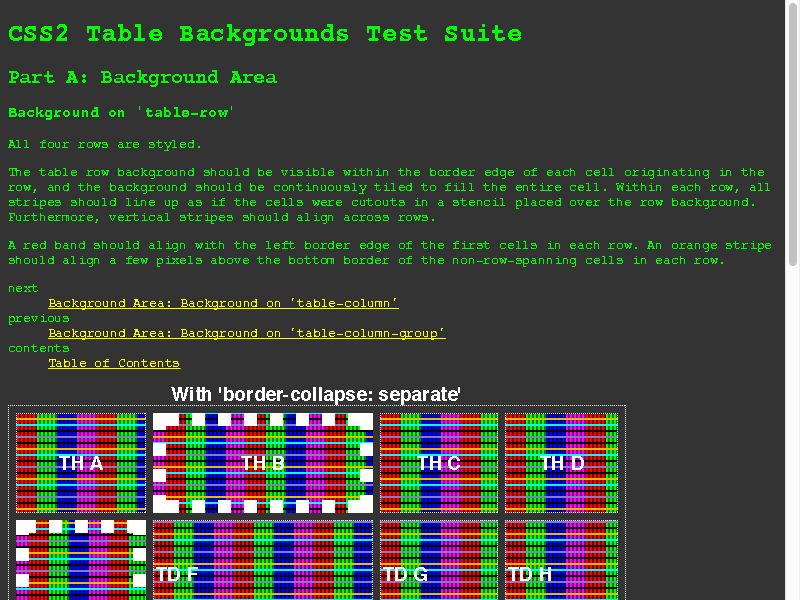 CSS2 Table Backgrounds Test Suite
Part A: Background Area
Background on 'table-row'
All four rows are styled.
The table row background should be visible within the border edge of each cell originating in the
row, and the background should be continuously tiled to fill the entire cell. Within each row, all
stripes should line up as if the cells were cutouts in a stencil placed over the row background.
Furthermore, vertical stripes should align across rows.
A red band should align with the left border edge of the first cells in each row. An orange stripe
should align a few pixels above the bottom border of the non-row-spanning cells in each row.
next
Background Area: Background on 'table-column'
previous
Background Area: Background on 'table-column-group'
contents
Table of Contents
With 'border-collapse: separate'
TH A TH B TH C TH D
TD F TD G TD H